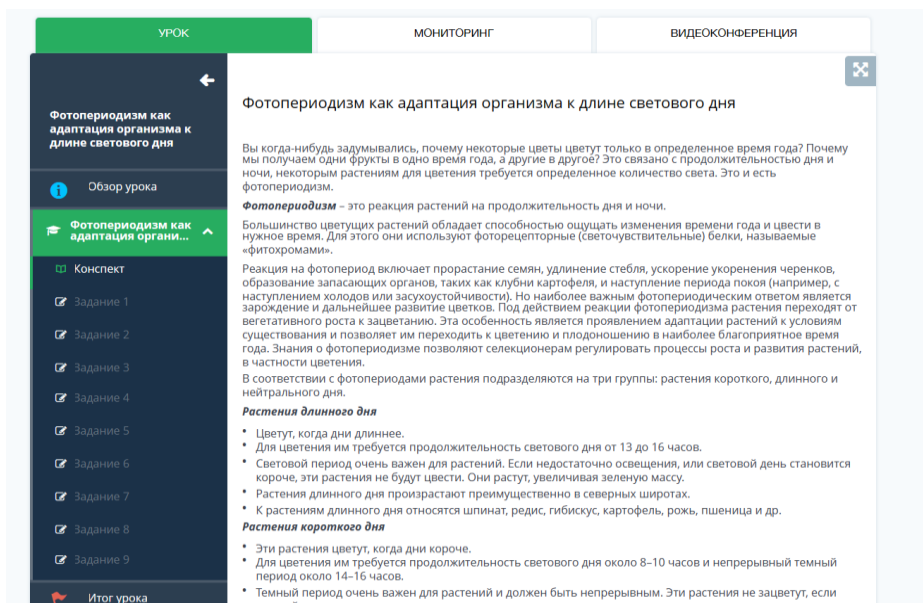 УРОК
МОНИТОРИНГ
ВИДЕОКОНФЕРЕНЦИЯ
Фотопериодизм как
адаптация организма к
длине светового дня
Обзор урока
Фотопериодизм как
адаптация органи...
Конспект
Задание 1
Задание 2
Задание 3
Задание 4
Задание 5
Задание 6
Задание 7
Задание 8
Задание 9
Итог урока
Фотопериодизм как адаптация организма к длине светового дня
Вы когда-нибудь задумывались, почему некоторые цветы цветут только в определенное время года? Почему
мы получаем одни фрукты в одно время года, а другие в другое? Это связано с продолжительностью дня и
ночи, некоторым растениям для цветения требуется определенное количество света. Это и есть
фотопериодизм.
Фотопериодизм – это реакция растений на продолжительность дня и ночи.
Большинство цветущих растений обладает способностью ощущать изменения времени года и цвести в
нужное время. Для этого они используют фоторецепторные (светочувствительные) белки, называемые
«фитохромами».
Реакция на фотопериод включает прорастание семян, удлинение стебля, ускорение укоренения черенков,
образование запасающих органов, таких как клубни картофеля, и наступление периода покоя (например, с
наступлением холодов или засухоустойчивости). Но наиболее важным фотопериодическим ответом является
зарождение и дальнейшее развитие цветков. Под действием реакции фотопериодизма растения переходят от
вегетативного роста к зацветанию. Эта особенность является проявлением адаптации растений к условиям
существования и позволяет им переходить к цветению и плодоношению в наиболее благоприятное время
года. Знания о фотопериодизме позволяют селекционерам регулировать процессы роста и развития растений,
в частности цветения.
В соответствии с фотопериодами растения подразделяются на три группы: растения короткого, длинного и
нейтрального дня.
Растения длинного дня
• Цветут, когда дни длиннее.
• Для цветения им требуется продолжительность светового дня от 13 до 16 часов.
• Световой период очень важен для растений. Если недостаточно освещения, или световой день становится
короче, эти растения не будут цвести. Они растут, увеличивая зеленую массу.
• Растения длинного дня произрастают преимущественно в северных широтах.
• К растениям длинного дня относятся шпинат, редис, гибискус, картофель, рожь, пшеница и др.
Растения короткого дня
• Эти растения цветут, когда дни короче.
• Для цветения им требуется продолжительность светового дня около 8–10 часов и непрерывный темный
период около 14–16 часов.
• Темный период очень важен для растений и должен быть непрерывным. Эти растения не зацветут, если